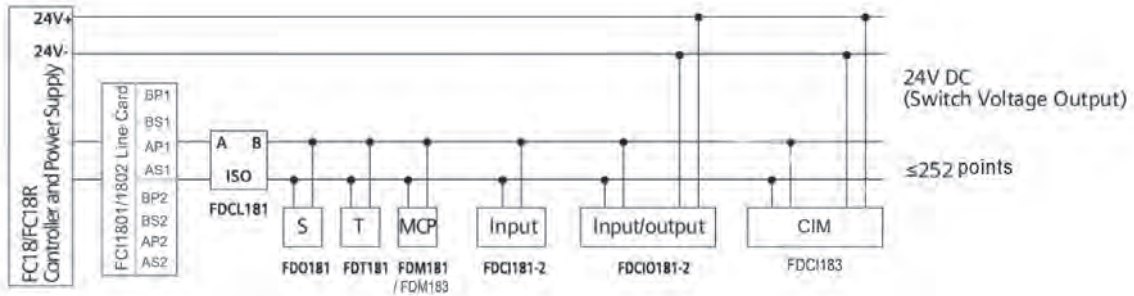 FC18/FC18R
Controller and Power Supply
24V+
24V-
FCI1801/1802 Line Card
BP1
BS1
AP1
AS1
BP2
BS2
AP2
AS2
A B
ISO
FDCL181
S
FDO181
T
FDT181
MCP
FDM181
/ FDM183
Input
FDCI181-2
Input/output
FDCIO181-2
CIM
FDCI183
24V DC
(Switch Voltage Output)
≤252 points